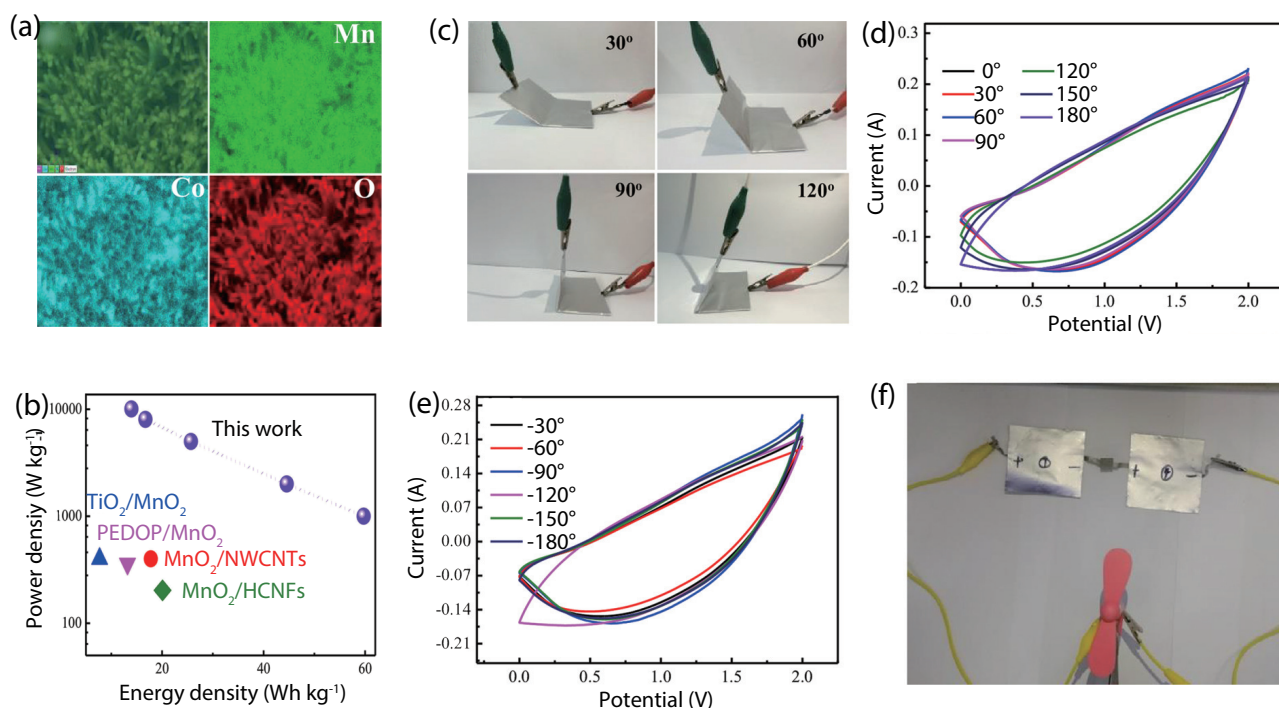 (a)
Mn
Co
O
(b)
Power densiy (W kg⁻¹)
10000
1000
100
This work
TiO₂/MnO₂
PEDOP/MnO₂
MnO₂/NWCNTs
MnO₂/HCNFs
20
40
60
Energy density (Wh kg⁻¹)
(c)
30°
60°
90°
120°
(d)
Current (A)
0.3
0.2
0.1
0.0
-0.1
-0.2
0°
30°
60°
90°
120°
150°
180°
0.0
0.5
1.0
1.5
2.0
Potential (V)
(e)
Current (A)
0.28
0.21
0.14
0.07
0.00
-0.07
-0.14
-0.21
-30°
-60°
-90°
-120°
-150°
-180°
0.0
0.5
1.0
1.5
2.0
Potential (V)
(f)
+
-
+
-